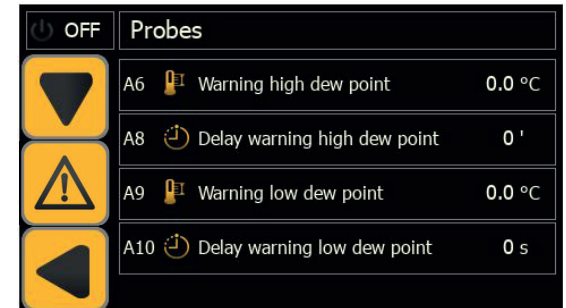 OFF Probes
A6 Warning high dew point 0.0 °C
A8 Delay warning high dew point 0 '
A9 Warning low dew point 0.0 °C
A10 Delay warning low dew point 0 s